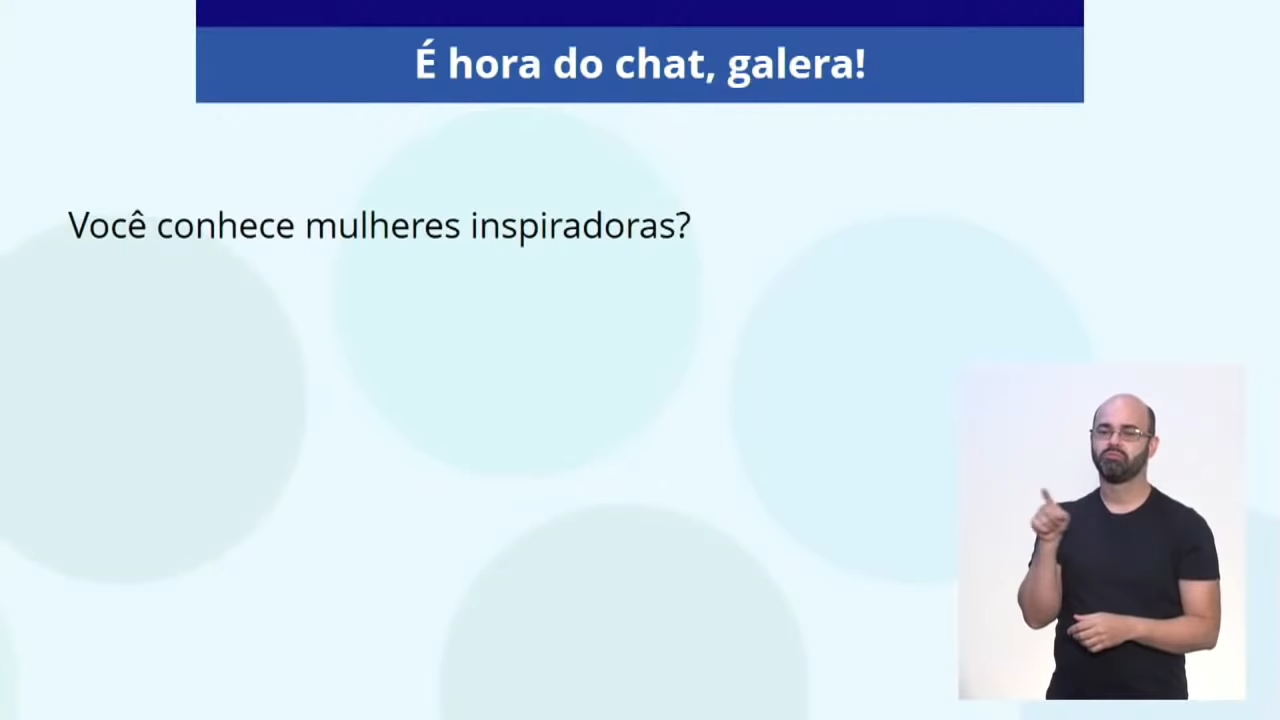 É hora do chat, galera!
Você conhece mulheres inspiradoras?